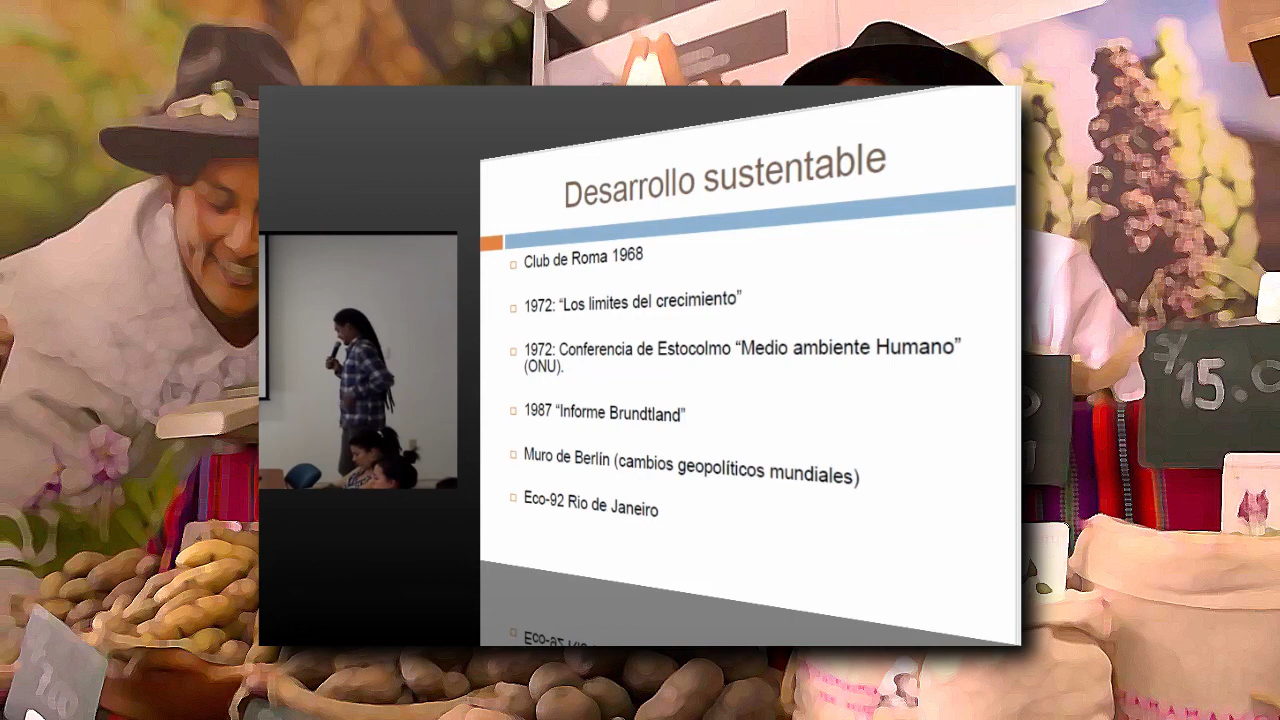 Desarrollo sustentable
Club de Roma 1968
1972: “Los limites del crecimiento”
1972: Conferencia de Estocolmo “Medio ambiente Humano”
(ONU).
1987 “Informe Brundtland”
Muro de Berlín (cambios geopolíticos mundiales)
Eco-92 Rio de Janeiro
S/
15.